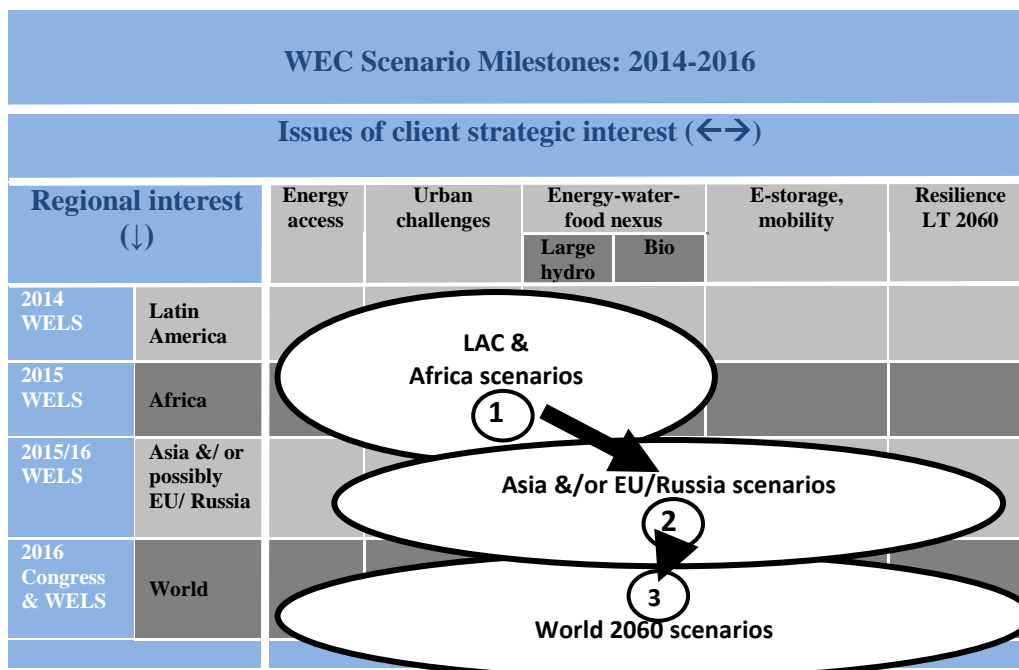 WEC Scenario Milestones: 2014-2016
Issues of client strategic interest (←→)
Regional interest
(↓)
Energy
access
Urban
challenges
Energy-water-
food nexus
Large
hydro
Bio
E-storage,
mobility
Resilience
LT 2060
2014
WELS
Latin
America
LAC &
Africa scenarios
1
2015
WELS
Africa
2015/16
WELS
Asia &/ or
possibly
EU/ Russia
Asia &/or EU/Russia scenarios
2
2016
Congress
& WELS
World
3
World 2060 scenarios